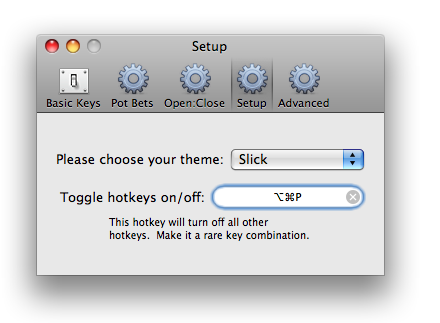 Setup
Basic Keys Pot Bets Open:Close Setup Advanced
Please choose your theme: Slick
Toggle hotkeys on/off: ⌥⌘P
This hotkey will turn off all other
hotkeys. Make it a rare key combination.